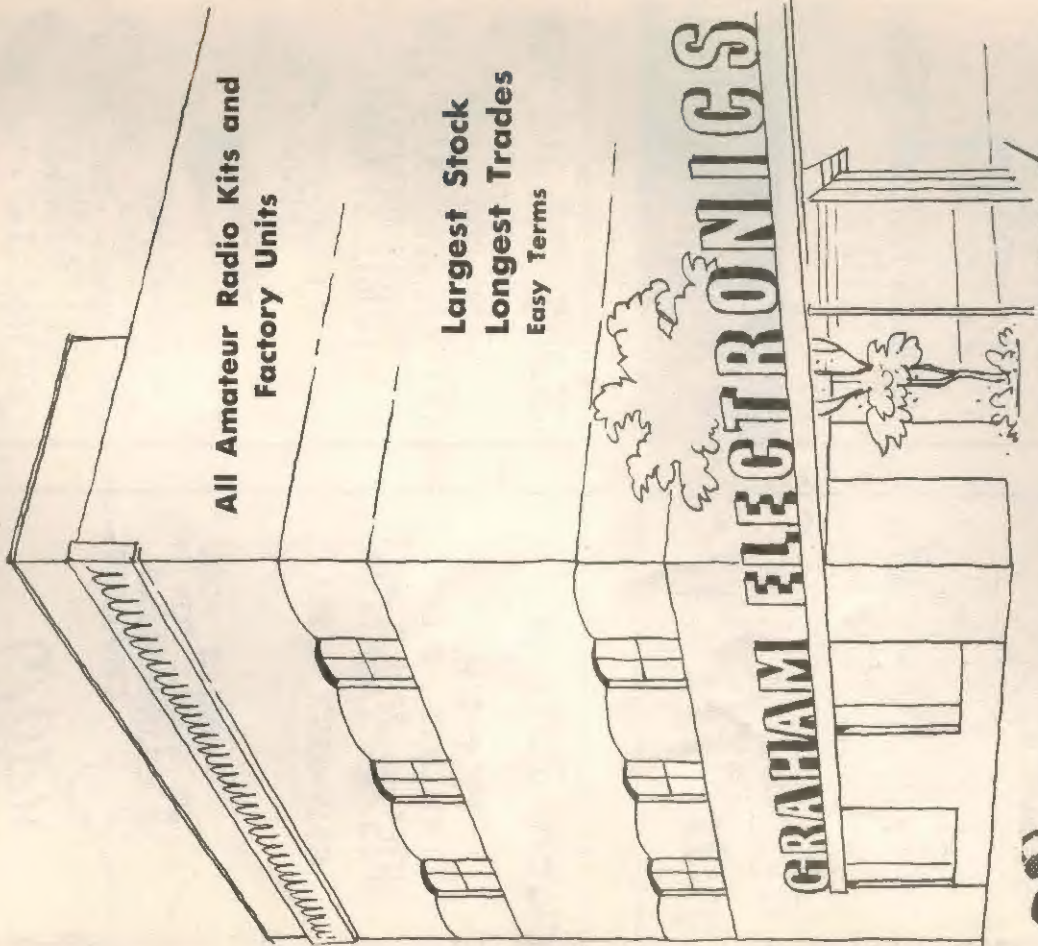 All Amateur Radio Kits and
Factory Units
Largest Stock
Longest Trades
Easy Terms
GRAHAM ELECTRONICS